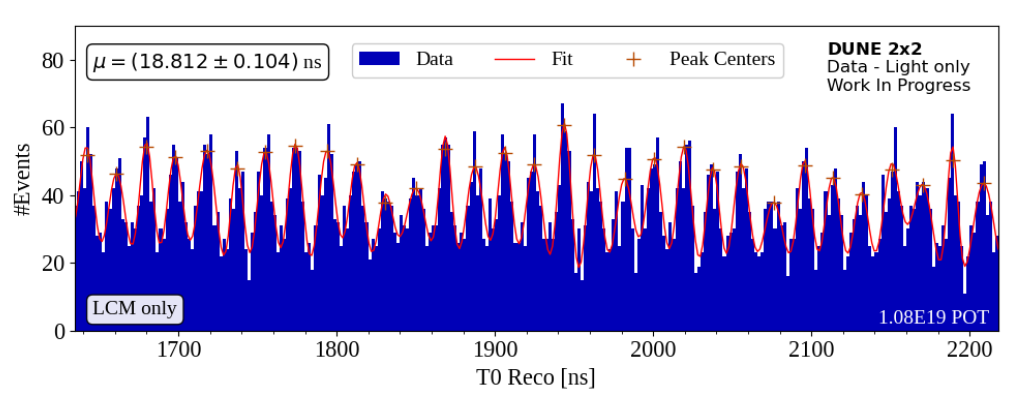 μ = (18.812 ± 0.104) ns
Data
Fit
Peak Centers
DUNE 2x2
Data - Light only
Work In Progress
80
60
40
20
0
#Events
LCM only
1.08E19 POT
1700
1800
1900
2000
2100
2200
T0 Reco [ns]